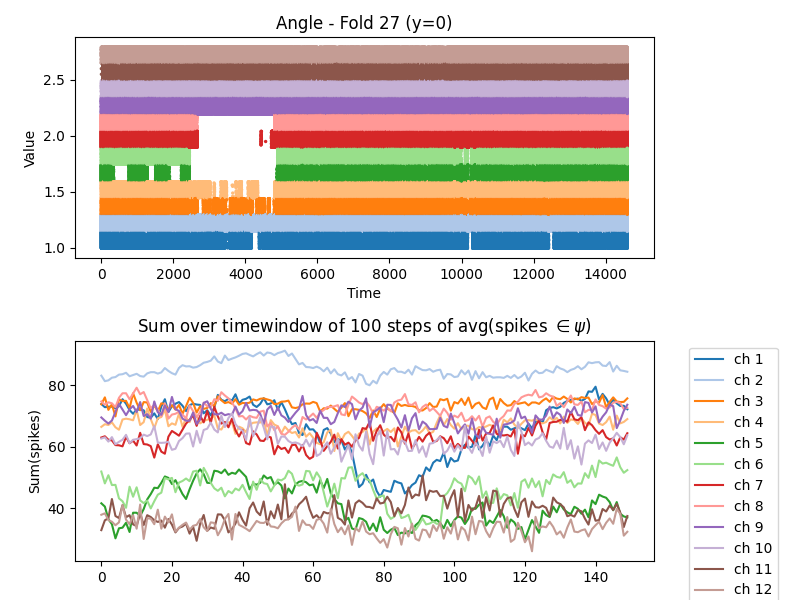 Angle - Fold 27 (y=0)
Value
2.5
2.0
1.5
1.0
0 2000 4000 6000 8000 10000 12000 14000
Time
Sum over timewindow of 100 steps of avg(spikes ∈ ψ)
Sum(spikes)
80
60
40
0 20 40 60 80 100 120 140
ch 1
ch 2
ch 3
ch 4
ch 5
ch 6
ch 7
ch 8
ch 9
ch 10
ch 11
ch 12